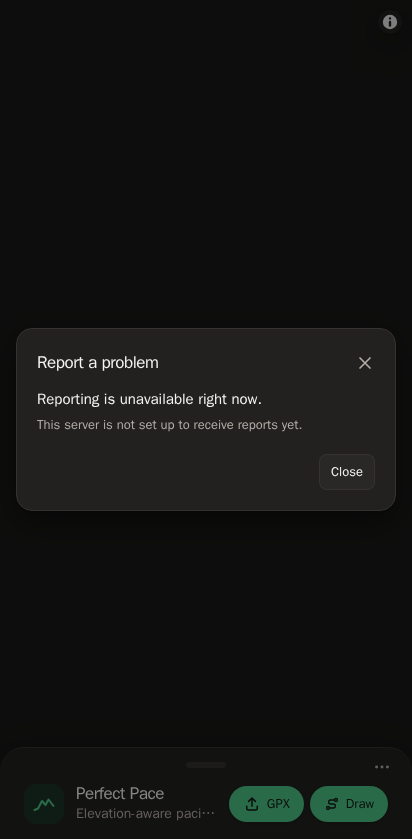 Report a problem
Reporting is unavailable right now.
This server is not set up to receive reports yet.
Close
Perfect Pace
Elevation-aware paci···
GPX
Draw